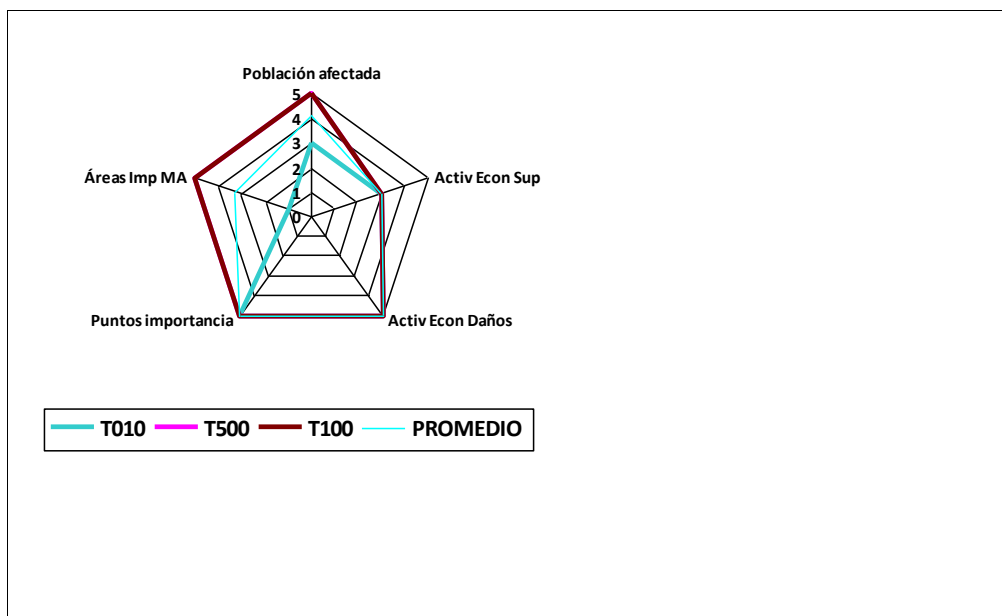 Población afectada
5
4
3
2
1
0
Áreas Imp MA
Activ Econ Sup
Puntos importancia
Activ Econ Daños
T010 T500 T100 PROMEDIO